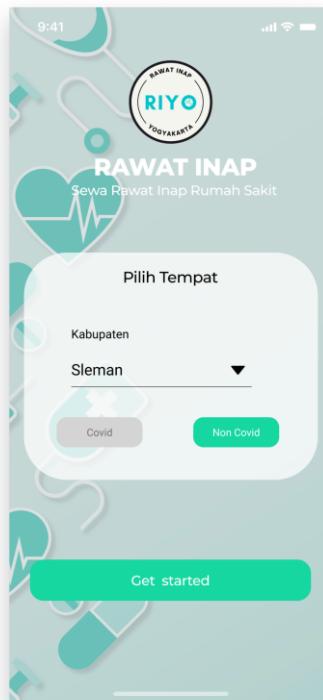 9:41
RAWAT INAP
RIYO
YOGYAKARTA
RAWAT INAP
Sewa Rawat Inap Rumah Sakit
Pilih Tempat
Kabupaten
Sleman
Covid
Non Covid
Get started